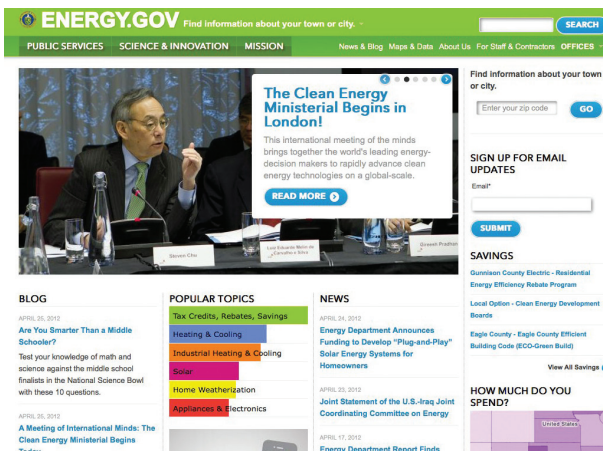 ENERGY.GOV Find information about your town or city.
SEARCH
PUBLIC SERVICES SCIENCE & INNOVATION MISSION
News & Blog Maps & Data About Us For Staff & Contractors OFFICES
The Clean Energy
Ministerial Begins in
London!
This international meeting of the minds
brings together the world's leading energy-
decision makers to rapidly advance clean
energy technologies on a global-scale.
READ MORE
Steven Chu
Luiz Eduardo
Carvalho e Silva
Find information about your town
or city.
Enter your zip code
GO
SIGN UP FOR EMAIL
UPDATES
Email*
SUBMIT
SAVINGS
Gunnison County Electric - Residential
Energy Efficiency Rebate Program
Local Option - Clean Energy Development
Boards
Eagle County - Eagle County Efficient
Building Code (ECO-Green Build)
View All Savings
HOW MUCH DO YOU
SPEND?
United States
BLOG
APRIL 25, 2012
Are You Smarter Than a Middle
Schooler?
Test your knowledge of math and
science against the middle school
finalists in the National Science Bowl
with these 10 questions.
APRIL 25, 2012
A Meeting of International Minds: The
Clean Energy Ministerial Begins
Today
POPULAR TOPICS
Tax Credits, Rebates, Savings
Heating & Cooling
Industrial Heating & Cooling
Solar
Home Weatherization
Appliances & Electronics
NEWS
APRIL 24, 2012
Energy Department Announces
Funding to Develop "Plug-and-Play"
Solar Energy Systems for
Homeowners
APRIL 23, 2012
Joint Statement of the U.S.-Iraq Joint
Coordinating Committee on Energy
APRIL 17, 2012
Energy Department Report Finds